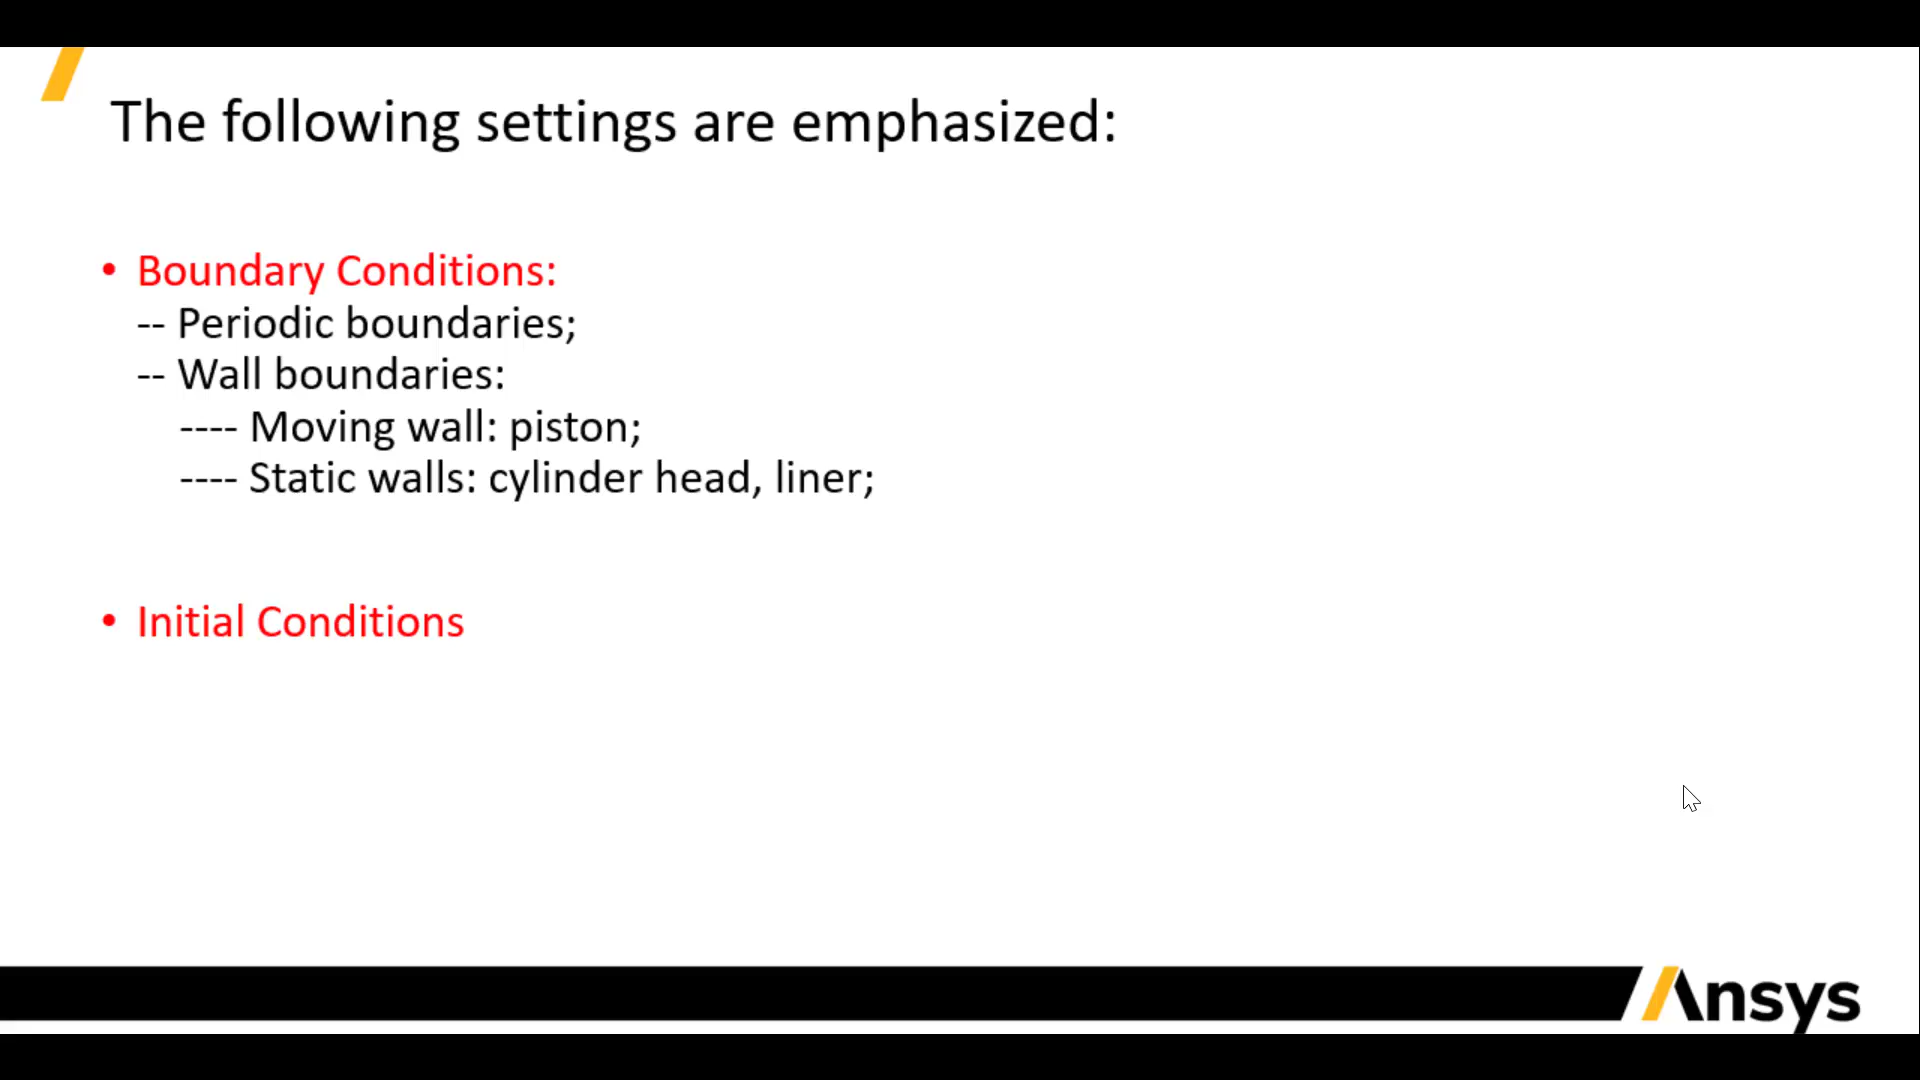 The following settings are emphasized:
• Boundary Conditions:
-- Periodic boundaries;
-- Wall boundaries:
---- Moving wall: piston;
---- Static walls: cylinder head, liner;
• Initial Conditions
Ansys